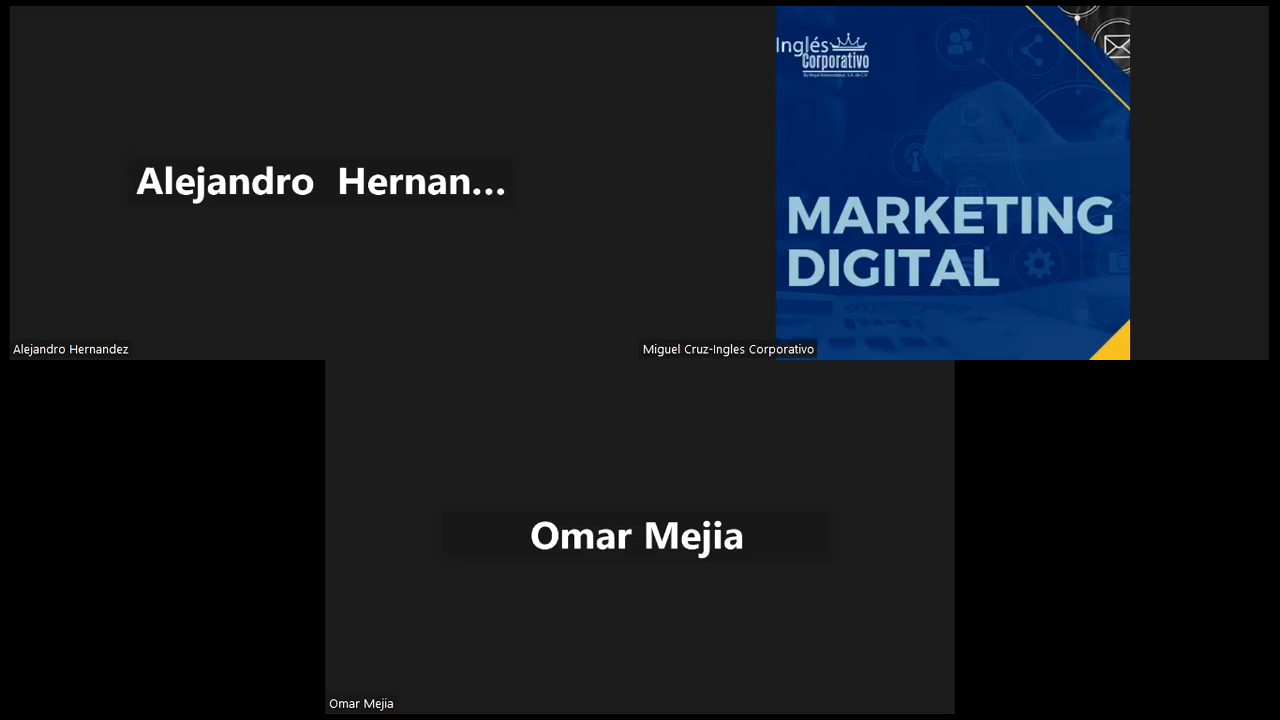 Alejandro  Hernan...
Alejandro Hernandez
Inglés
Corporativo
MARKETING
DIGITAL
Miguel Cruz-Ingles Corporativo
Omar Mejia
Omar Mejia